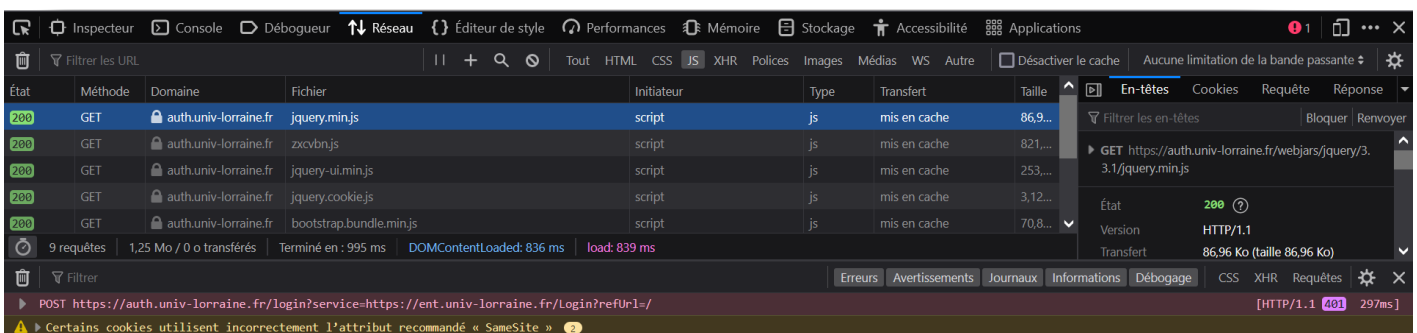 Inspecteur Console Débogueur Réseau Éditeur de style Performances Mémoire Stockage Accessibilité Applications 1
Filtrer les URL Tout HTML CSS JS XHR Polices Images Médias WS Autre Désactiver le cache Aucune limitation de la bande passante
État Méthode Domaine Fichier Initiateur Type Transfert Taille En-têtes Cookies Requête Réponse
200 GET auth.univ-lorraine.fr jquery.min.js script js mis en cache 86,9... Filtrer les en-têtes Bloquer Renvoyer
200 GET auth.univ-lorraine.fr zxcvbn.js script js mis en cache 821,... GET https://auth.univ-lorraine.fr/webjars/jquery/3.
200 GET auth.univ-lorraine.fr jquery-ui.min.js script js mis en cache 253,... 3.1/jquery.min.js
200 GET auth.univ-lorraine.fr jquery.cookie.js script js mis en cache 3,12... État 200 ?
200 GET auth.univ-lorraine.fr bootstrap.bundle.min.js script js mis en cache 70,8... Version HTTP/1.1
9 requêtes 1,25 Mo / 0 o transférés Terminé en : 995 ms DOMContentLoaded: 836 ms load: 839 ms Transfert 86,96 Ko (taille 86,96 Ko)
Filtrer Erreurs Avertissements Journaux Informations Débogage CSS XHR Requêtes
POST https://auth.univ-lorraine.fr/login?service=https://ent.univ-lorraine.fr/Login?refUrl=/ [HTTP/1.1 401 297ms]
Certains cookies utilisent incorrectement l’attribut recommandé « SameSite » 2